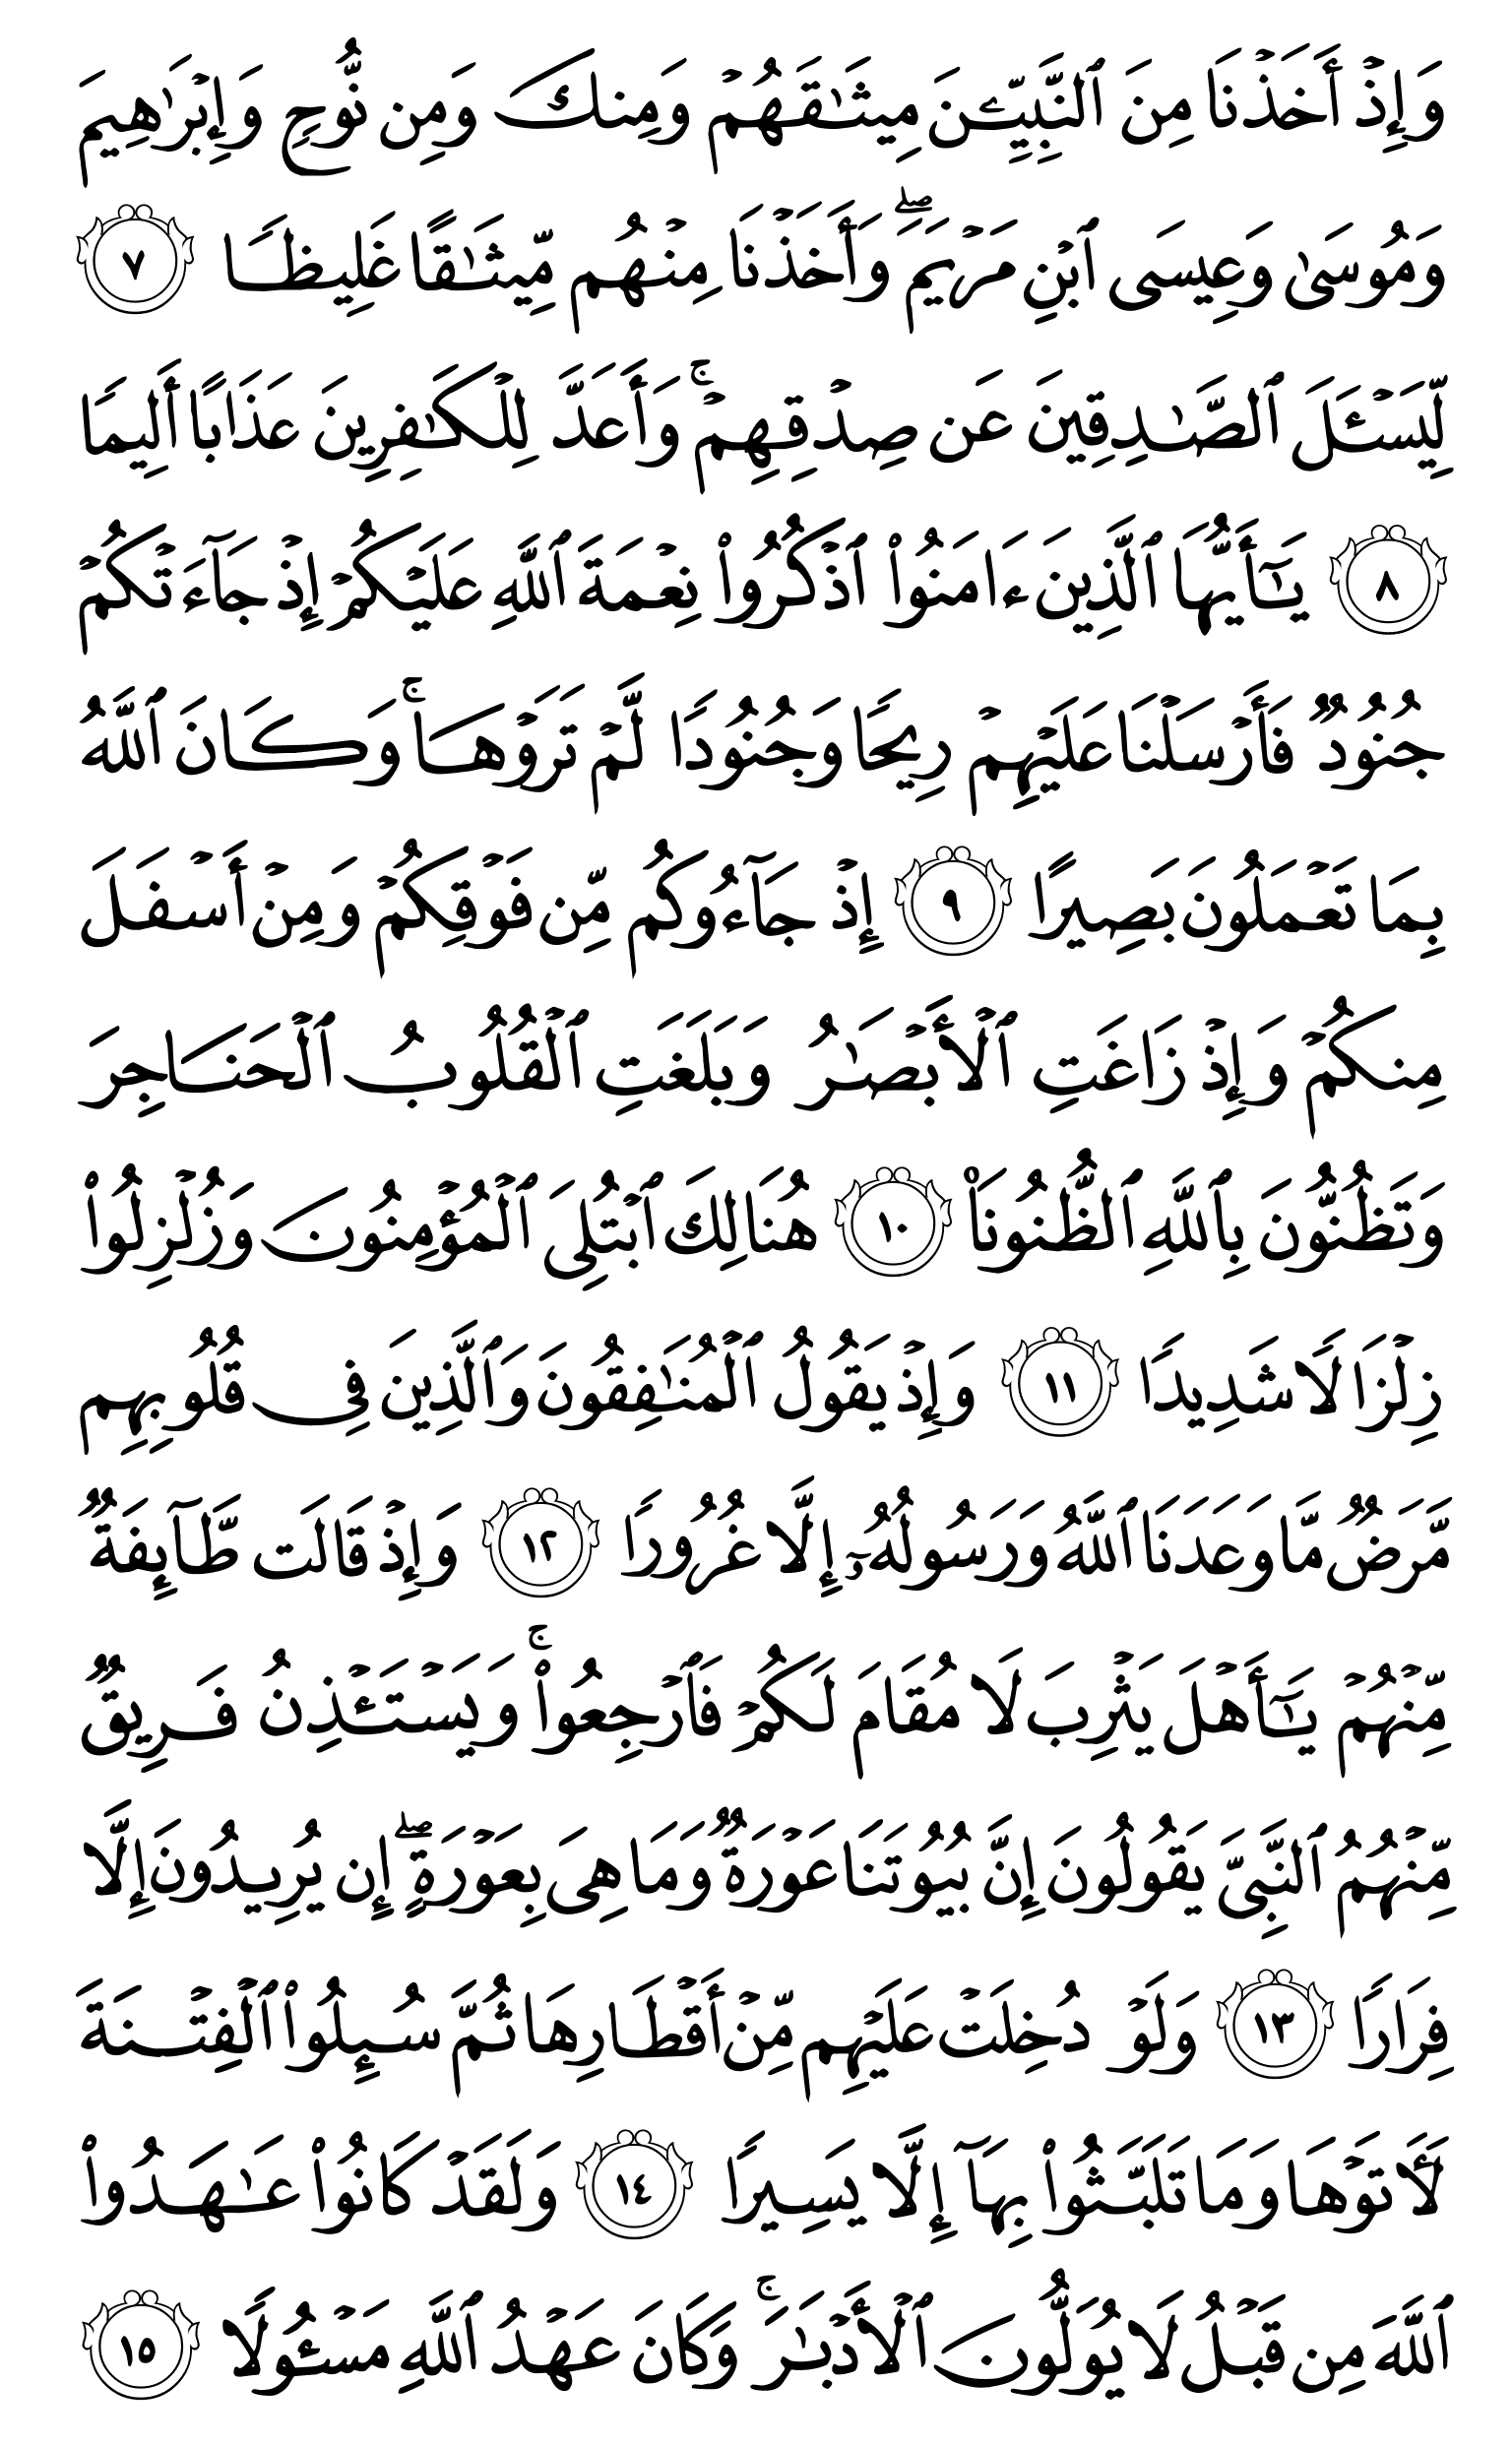 وَإِذۡ أَخَذۡنَا مِنَ ٱلنَّبِيِّـۧنَ مِيثَٰقَهُمۡ وَمِنكَ وَمِن نُّوحٖ وَإِبۡرَٰهِيمَ
وَمُوسَىٰ وَعِيسَى ٱبۡنِ مَرۡيَمَۖ وَأَخَذۡنَا مِنۡهُم مِّيثَٰقًا غَلِيظٗا ٧
لِّيَسۡـَٔلَ ٱلصَّٰدِقِينَ عَن صِدۡقِهِمۡۚ وَأَعَدَّ لِلۡكَٰفِرِينَ عَذَابًا أَلِيمٗا
٨ يَٰٓأَيُّهَا ٱلَّذِينَ ءَامَنُواْ ٱذۡكُرُواْ نِعۡمَةَ ٱللَّهِ عَلَيۡكُمۡ إِذۡ جَآءَتۡكُمۡ
جُنُودٞ فَأَرۡسَلۡنَا عَلَيۡهِمۡ رِيحٗا وَجُنُودٗا لَّمۡ تَرَوۡهَاۚ وَكَانَ ٱللَّهُ
بِمَا تَعۡمَلُونَ بَصِيرًا ٩ إِذۡ جَآءُوكُم مِّن فَوۡقِكُمۡ وَمِنۡ أَسۡفَلَ
مِنكُمۡ وَإِذۡ زَاغَتِ ٱلۡأَبۡصَٰرُ وَبَلَغَتِ ٱلۡقُلُوبُ ٱلۡحَنَاجِرَ
وَتَظُنُّونَ بِٱللَّهِ ٱلظُّنُونَا۠ ١٠ هُنَالِكَ ٱبۡتُلِيَ ٱلۡمُؤۡمِنُونَ وَزُلۡزِلُواْ
زِلۡزَالٗا شَدِيدٗا ١١ وَإِذۡ يَقُولُ ٱلۡمُنَٰفِقُونَ وَٱلَّذِينَ فِي قُلُوبِهِم
مَّرَضٞ مَّا وَعَدَنَا ٱللَّهُ وَرَسُولُهُۥٓ إِلَّا غُرُورٗا ١٢ وَإِذۡ قَالَت طَّآئِفَةٞ
مِّنۡهُمۡ يَٰٓأَهۡلَ يَثۡرِبَ لَا مُقَامَ لَكُمۡ فَٱرۡجِعُواْۚ وَيَسۡتَـٔۡذِنُ فَرِيقٞ
مِّنۡهُمُ ٱلنَّبِيَّ يَقُولُونَ إِنَّ بُيُوتَنَا عَوۡرَةٞ وَمَا هِيَ بِعَوۡرَةٍۖ إِن يُرِيدُونَ إِلَّا
فِرَارٗا ١٣ وَلَوۡ دُخِلَتۡ عَلَيۡهِم مِّنۡ أَقۡطَارِهَا ثُمَّ سُئِلُواْ ٱلۡفِتۡنَةَ
لَأٓتَوۡهَا وَمَا تَلَبَّثُواْ بِهَآ إِلَّا يَسِيرٗا ١٤ وَلَقَدۡ كَانُواْ عَٰهَدُواْ
ٱللَّهَ مِن قَبۡلُ لَا يُوَلُّونَ ٱلۡأَدۡبَٰرَۚ وَكَانَ عَهۡدُ ٱللَّهِ مَسۡـُٔولٗا ١٥